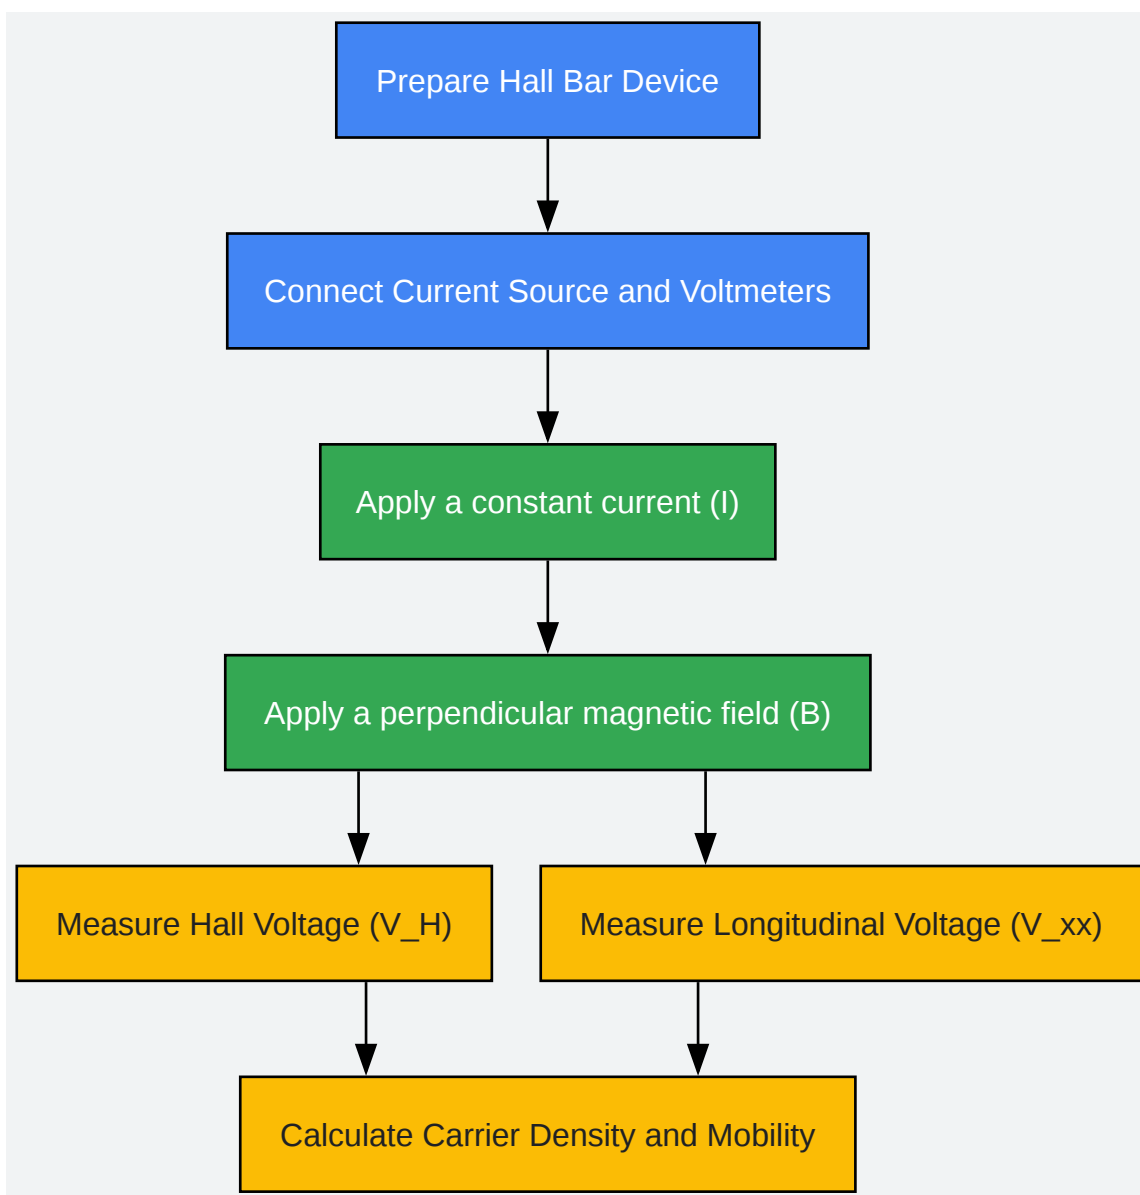 Prepare Hall Bar Device
Connect Current Source and Voltmeters
Apply a constant current (I)
Apply a perpendicular magnetic field (B)
Measure Hall Voltage (V_H)
Measure Longitudinal Voltage (V_xx)
Calculate Carrier Density and Mobility